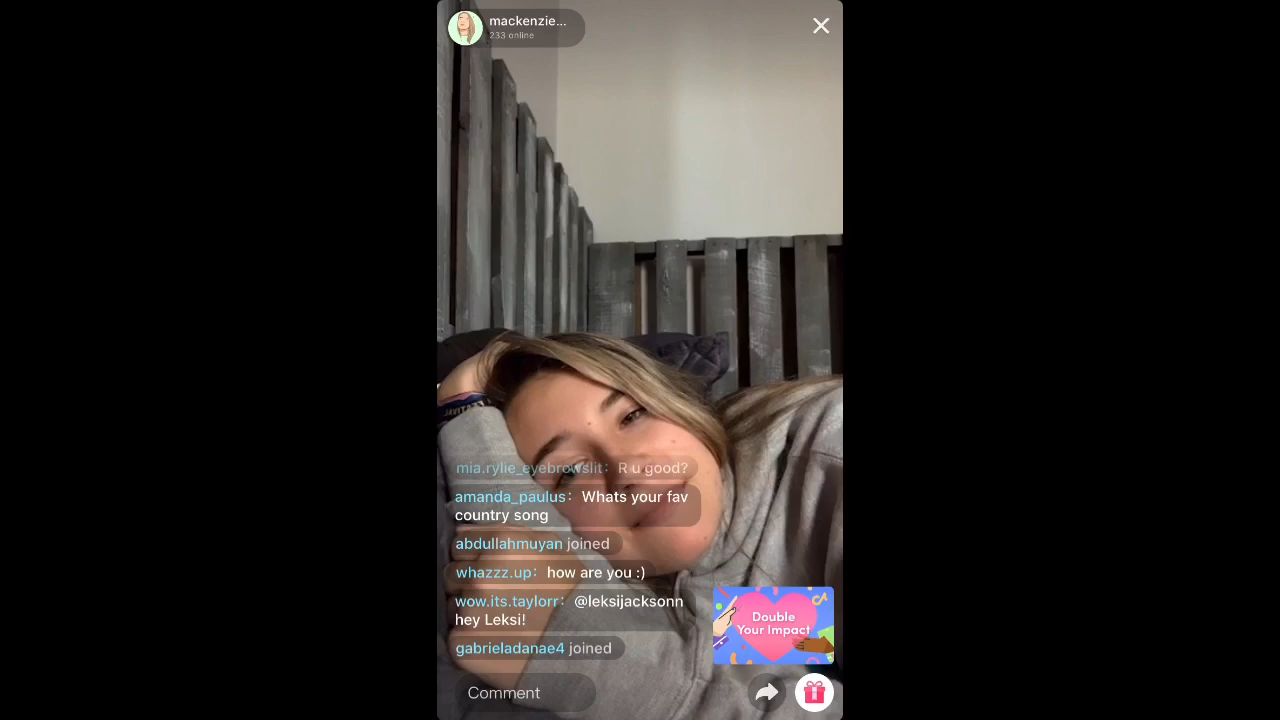 mackenzie...
233 online
mia.rylie_eyebrowslit: R u good?
amanda_paulus: Whats your fav
country song
abdullahmuyan joined
whazzz.up: how are you :)
wow.its.taylorr: @leksijacksonn
hey Leksi!
gabrieladanae4 joined
Double
Your Impact
Comment